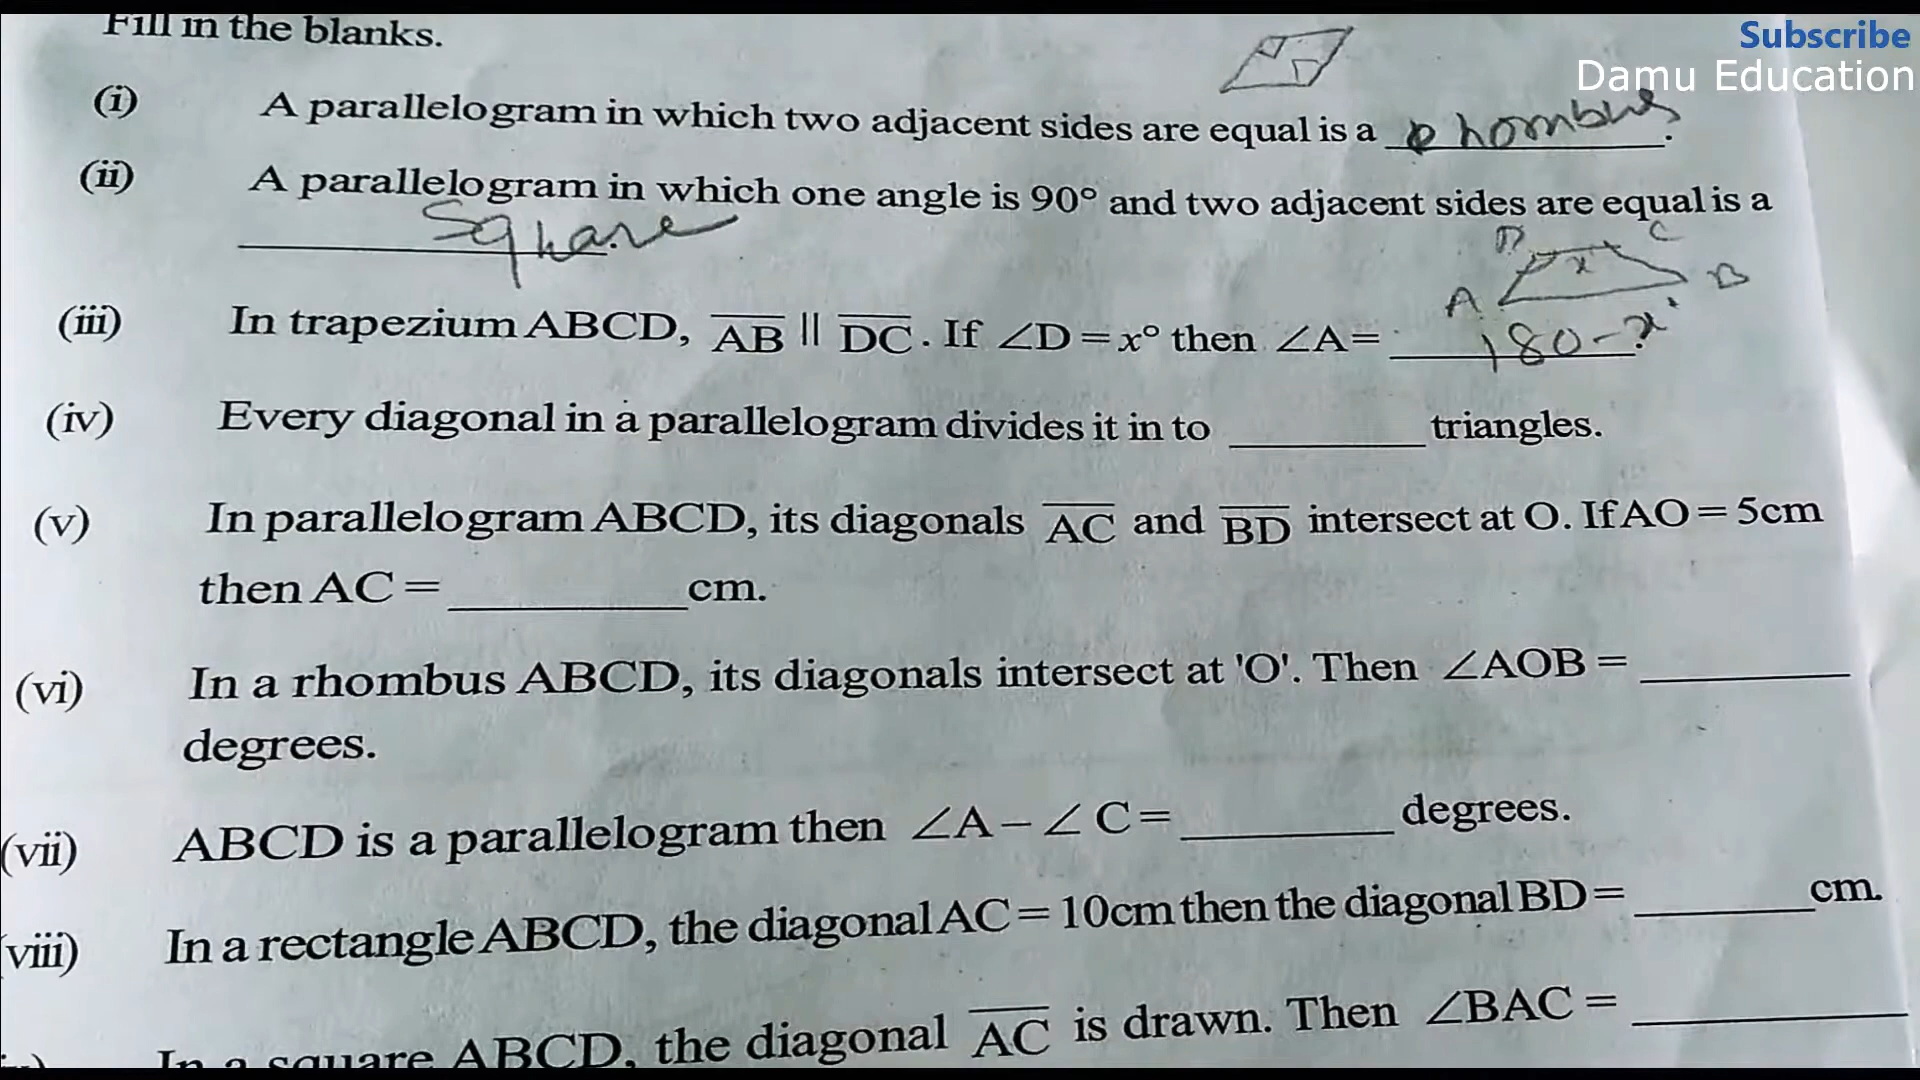 Fill in the blanks.
Subscribe
Damu Education
(i) A parallelogram in which two adjacent sides are equal is a rhombus.
(ii) A parallelogram in which one angle is 90° and two adjacent sides are equal is a
Square
D C
A x B
(iii) In trapezium ABCD, AB || DC. If ∠D = x° then ∠A = 180-x°
(iv) Every diagonal in a parallelogram divides it in to ________ triangles.
(v) In parallelogram ABCD, its diagonals AC and BD intersect at O. If AO = 5cm
then AC = ________ cm.
(vi) In a rhombus ABCD, its diagonals intersect at 'O'. Then ∠AOB = ________
degrees.
(vii) ABCD is a parallelogram then ∠A - ∠C = ________ degrees.
(viii) In a rectangle ABCD, the diagonal AC = 10cm then the diagonal BD = ________ cm.
In a square ABCD, the diagonal AC is drawn. Then ∠BAC = ________